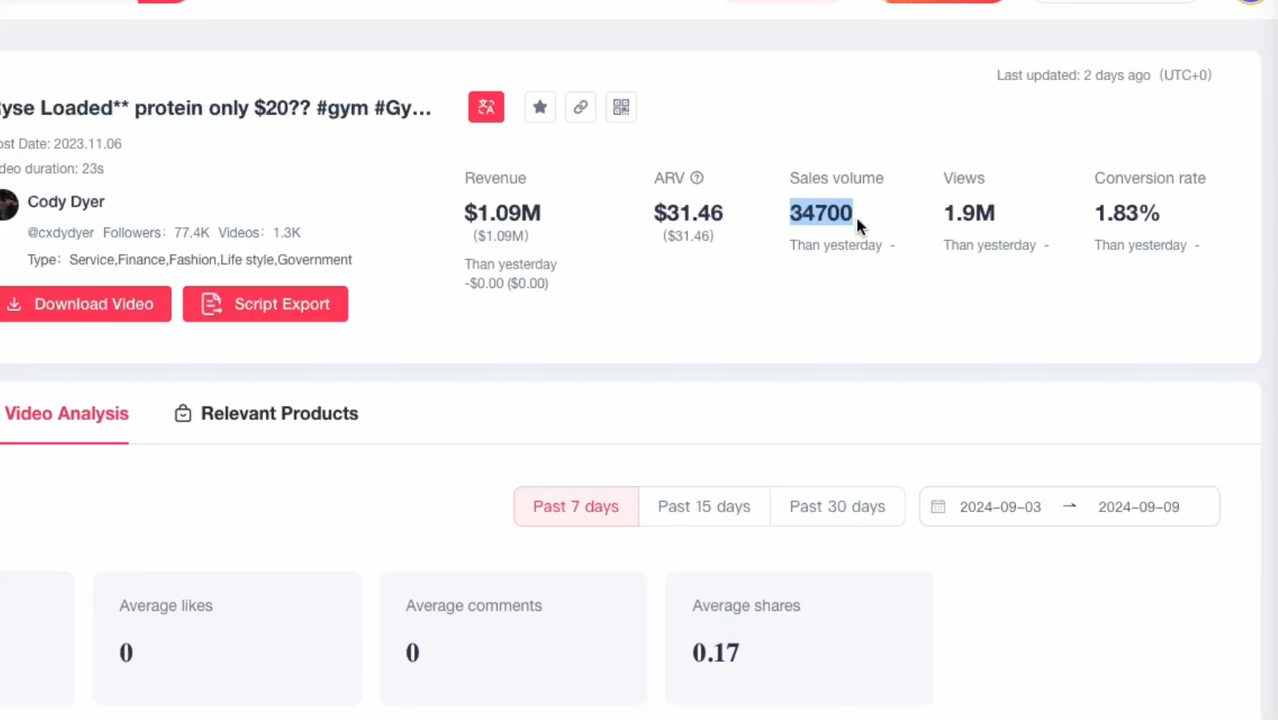 Last updated: 2 days ago (UTC+0)
yse Loaded** protein only $20?? #gym #Gy...
ost Date: 2023.11.06
deo duration: 23s
Cody Dyer
@cxdydyer Followers: 77.4K Videos: 1.3K
Type: Service,Finance,Fashion,Life style,Government
Download Video
Script Export
Revenue
$1.09M
($1.09M)
Than yesterday
-$0.00 ($0.00)
ARV
$31.46
($31.46)
Sales volume
34700
Than yesterday -
Views
1.9M
Than yesterday -
Conversion rate
1.83%
Than yesterday -
Video Analysis
Relevant Products
Past 7 days
Past 15 days
Past 30 days
2024-09-03 → 2024-09-09
Average likes
0
Average comments
0
Average shares
0.17